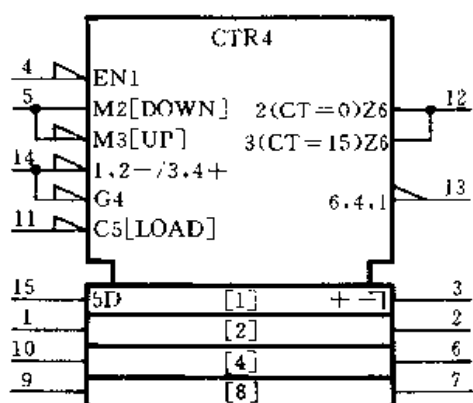 CTR4
4 EN1
5 M2[DOWN] 2(CT=0)Z6 12
M3[UP] 3(CT=15)Z6
14 1,2-/3,4+
G4 6,4,1 13
11 C5[LOAD]
15 5D [1] +-¬ 3
1 [2] 2
10 [4] 6
9 [8] 7